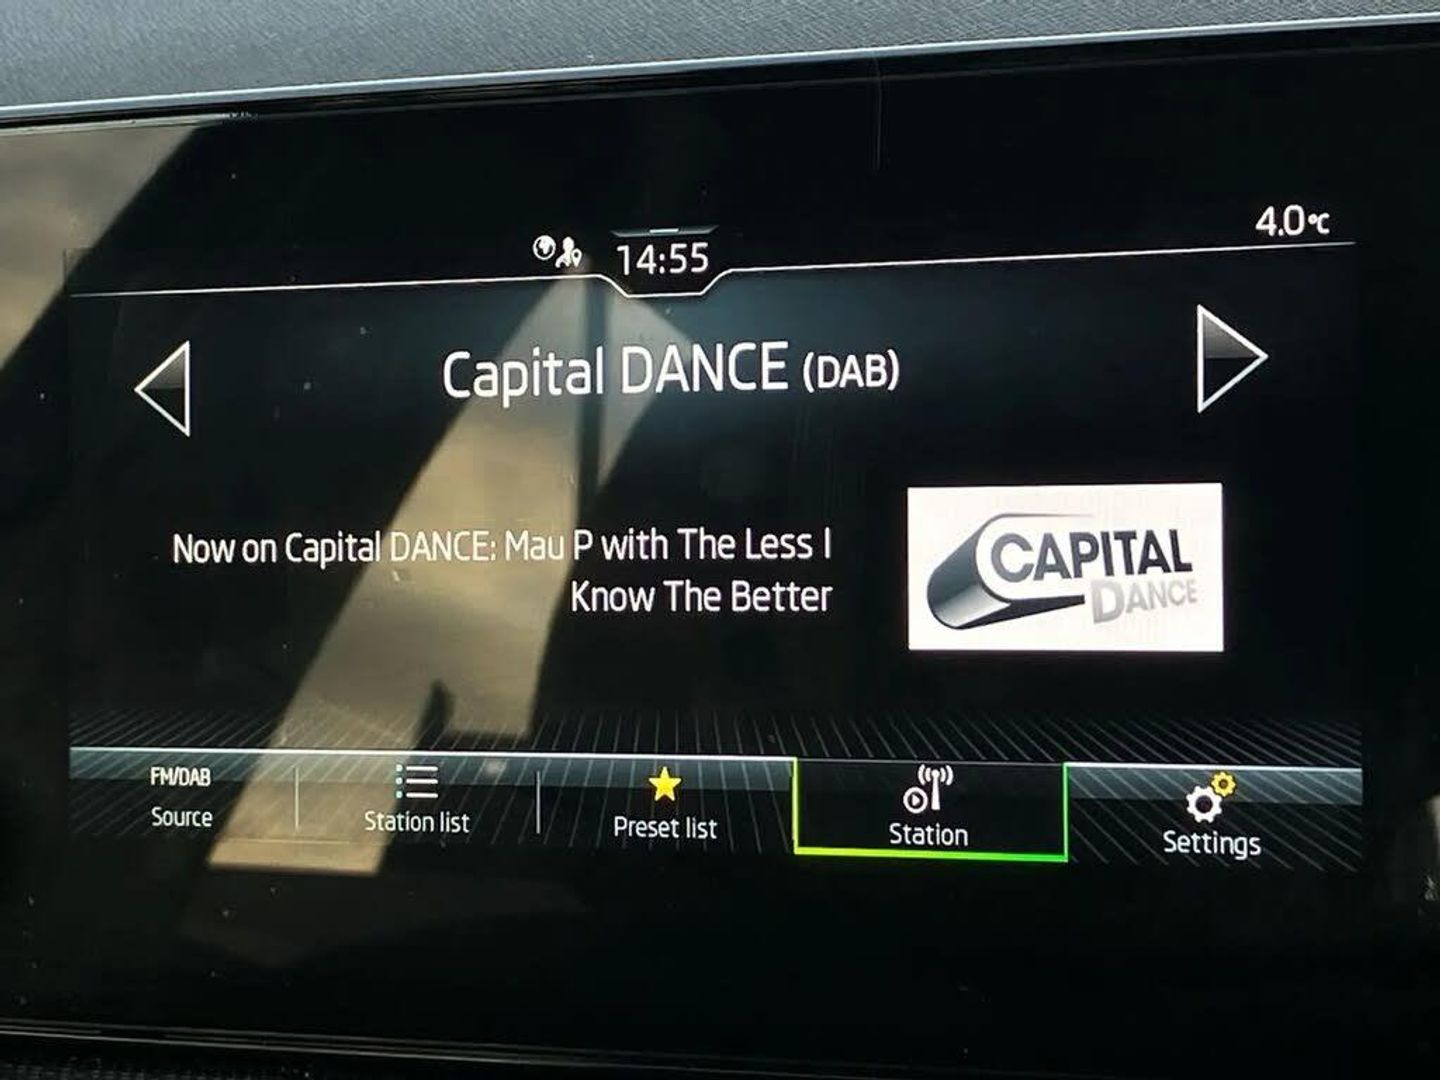 14:55
4.0°C
Capital DANCE (DAB)
Now on Capital DANCE: Mau P with The Less I
Know The Better
CAPITAL
DANCE
FM/DAB
Source
Station list
Preset list
Station
Settings